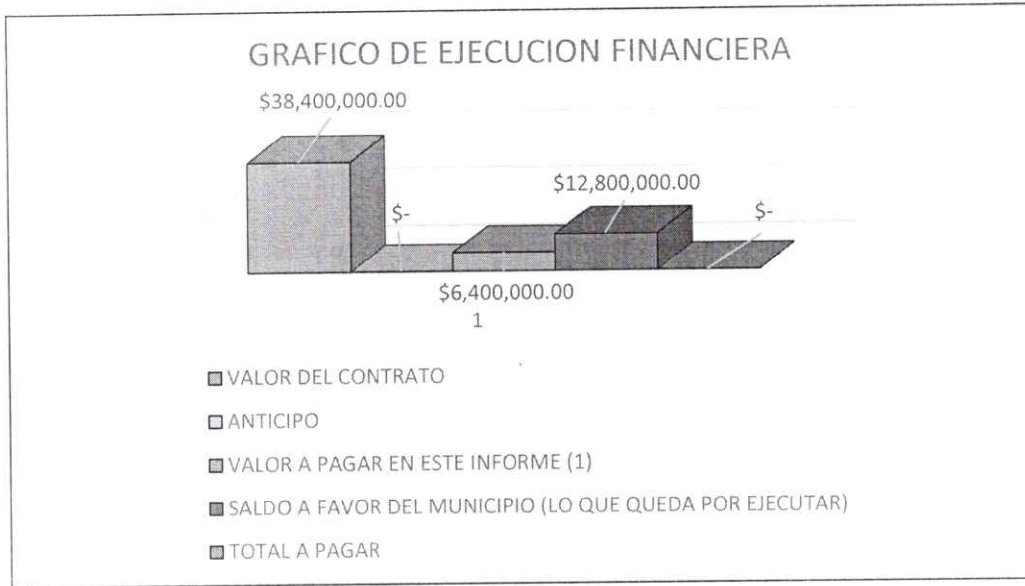 GRAFICO DE EJECUCION FINANCIERA
$38,400,000.00
$12,800,000.00
$-
$-
$6,400,000.00
1
VALOR DEL CONTRATO
ANTICIPO
VALOR A PAGAR EN ESTE INFORME (1)
SALDO A FAVOR DEL MUNICIPIO (LO QUE QUEDA POR EJECUTAR)
TOTAL A PAGAR